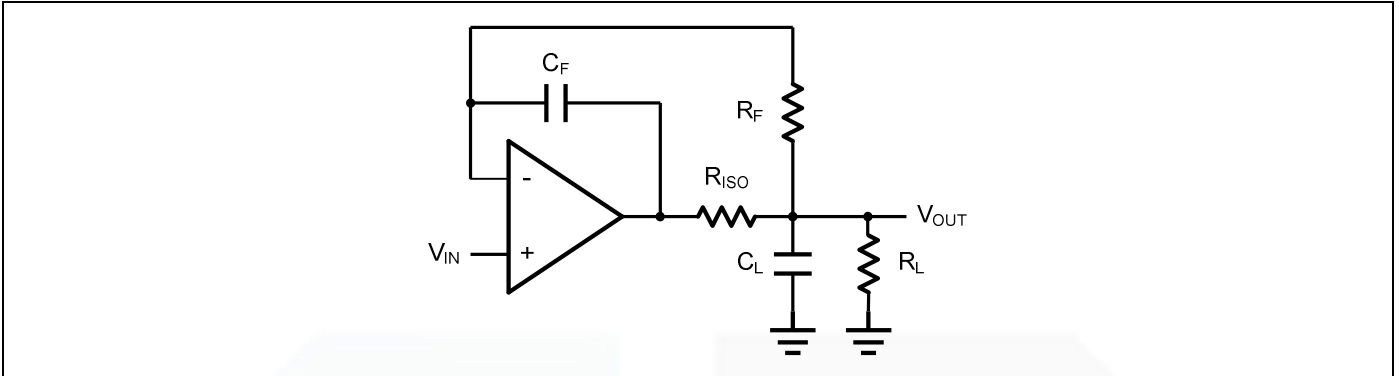 C_F
R_F
R_ISO
-
V_OUT
V_IN
+
C_L
R_L